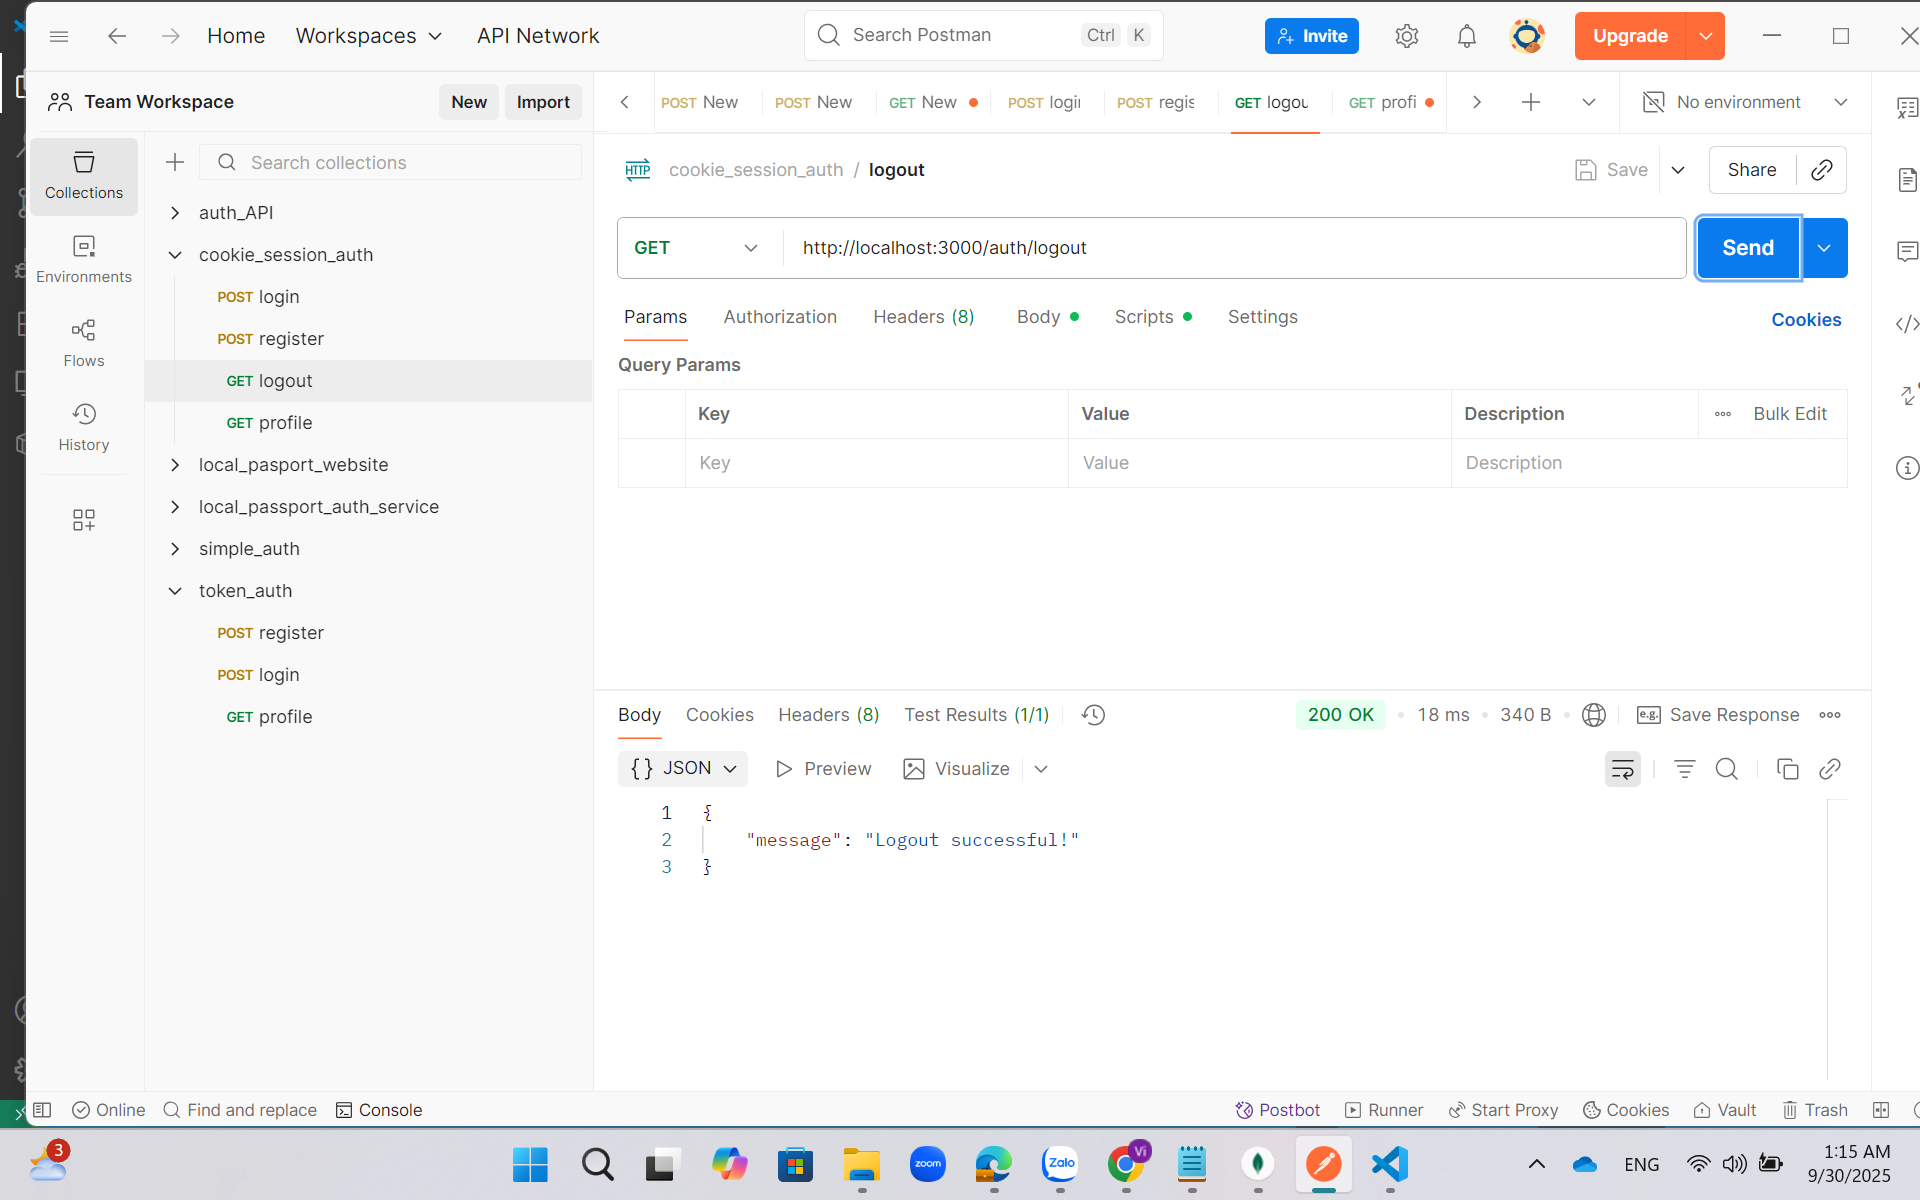 Home
Workspaces
API Network
Search Postman
Ctrl
K
Invite
Upgrade
Team Workspace
New
Import
POST New
POST New
GET New
POST login
POST regis
GET logou
GET profi
No environment
Collections
Environments
Flows
History
Search collections
auth_API
cookie_session_auth
POST login
POST register
GET logout
GET profile
local_pasport_website
local_passport_auth_service
simple_auth
token_auth
POST register
POST login
GET profile
HTTP
cookie_session_auth / logout
Save
Share
GET
http://localhost:3000/auth/logout
Send
Params
Authorization
Headers (8)
Body
Scripts
Settings
Cookies
Query Params
Key
Value
Description
Bulk Edit
Key
Value
Description
Body
Cookies
Headers (8)
Test Results (1/1)
200 OK
18 ms
340 B
e.g.
Save Response
{} JSON
Preview
Visualize
1 {
2 "message": "Logout successful!"
3 }
Online
Find and replace
Console
Postbot
Runner
Start Proxy
Cookies
Vault
Trash
3
zoom
Zalo
Vi
ENG
1:15 AM
9/30/2025